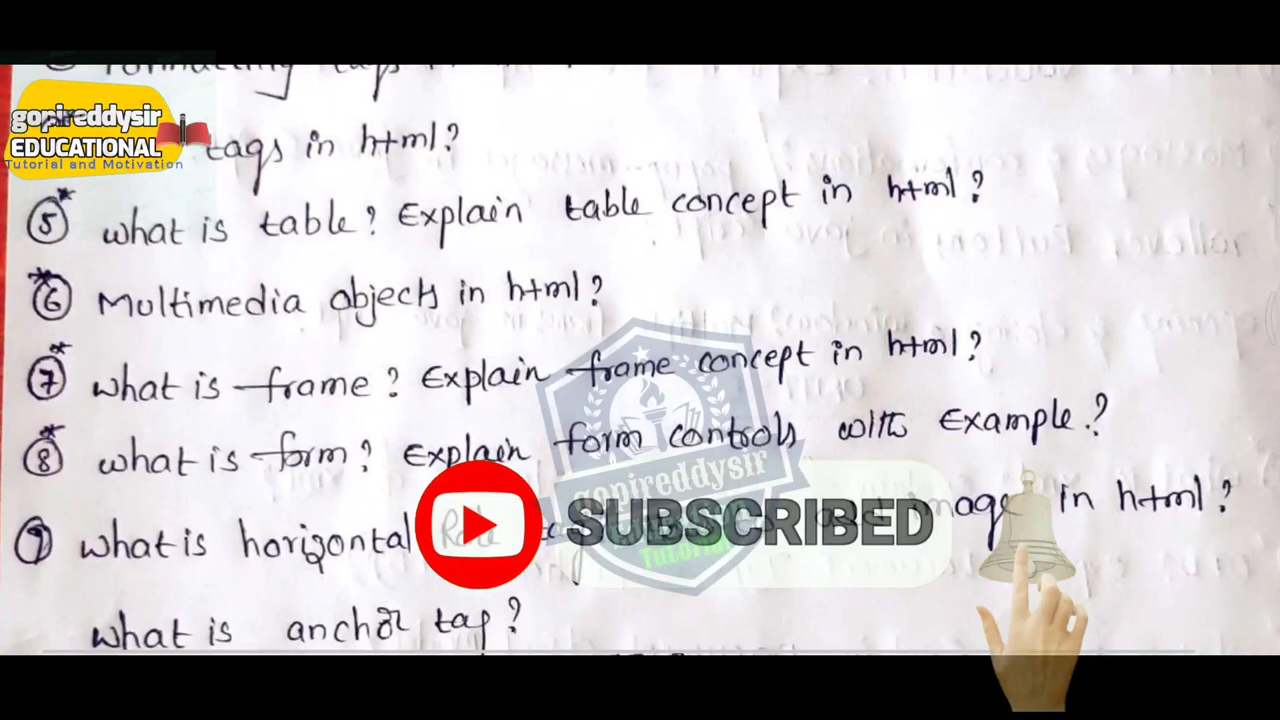 tags in html?
gopireddysir
EDUCATIONAL
Tutorial and Motivation
5 what is table? Explain table concept in html?
6 Multimedia objects in html?
7 what is frame? Explain frame concept in html?
8 what is form? Explain form controls with Example?
gopireddysir
Tutorial
SUBSCRIBED
9 what is horizontal image in html?
what is anchor tag?